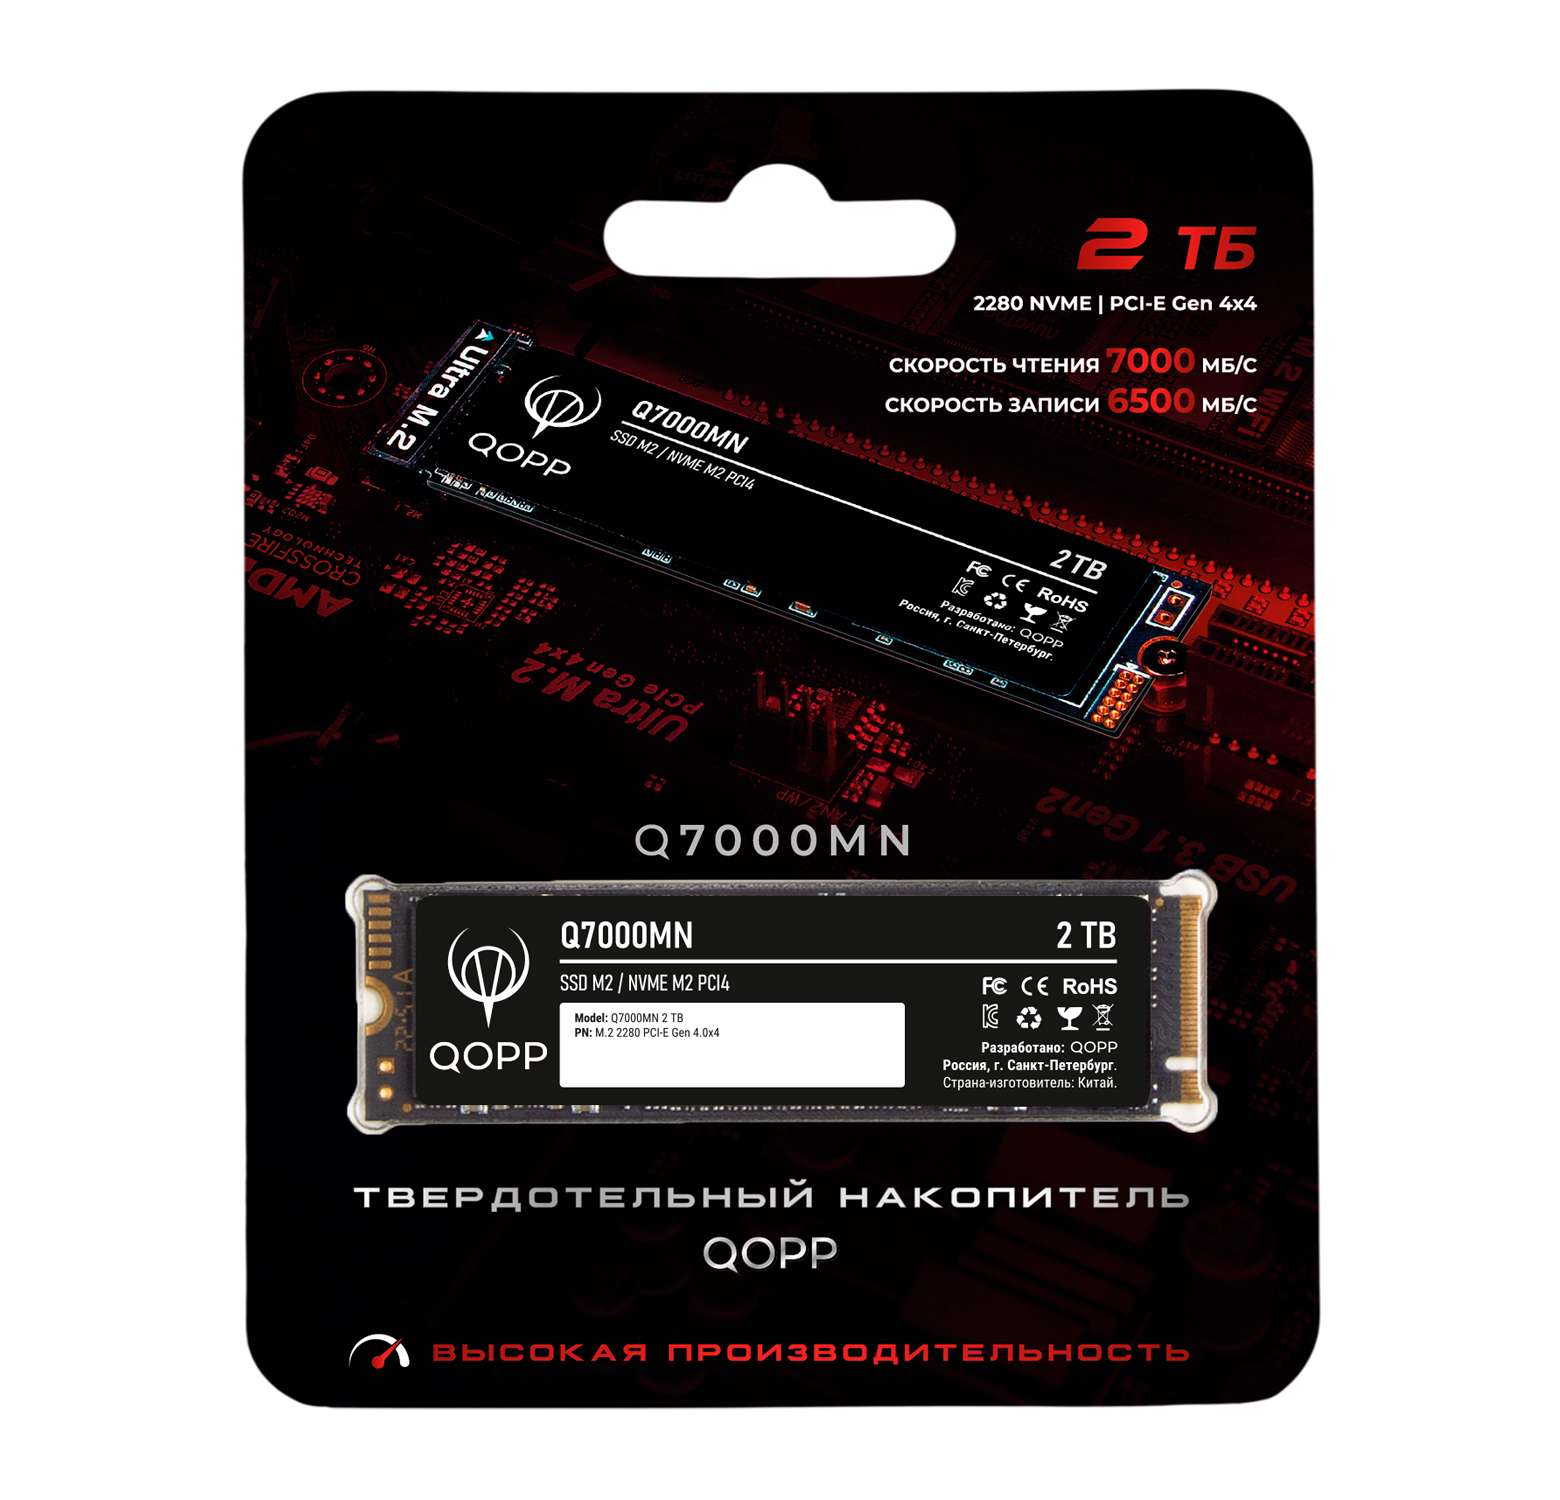 2 ТБ
2280 NVME | PCI-E Gen 4x4
СКОРОСТЬ ЧТЕНИЯ 7000 МБ/С
СКОРОСТЬ ЗАПИСИ 6500 МБ/С
Ultra M.2
QOPP
Q7000MN
SSD M2 / NVME M2 PCI4
2TB
FC CE RoHS
Разработано: QOPP
Россия, г. Санкт-Петербург.
M.2 WiFi
AMD
CROSSFIRE
TECHNOLOGY
Ultra M.2
PCIe Gen 4x4
USB 3.1 Gen2
Q7000MN
QOPP
Q7000MN
2 TB
SSD M2 / NVME M2 PCI4
Model: Q7000MN 2 TB
PN: M.2 2280 PCI-E Gen 4.0x4
FC CE RoHS
Разработано: QOPP
Россия, г. Санкт-Петербург.
Страна-изготовитель: Китай.
ТВЕРДОТЕЛЬНЫЙ НАКОПИТЕЛЬ
QOPP
ВЫСОКАЯ ПРОИЗВОДИТЕЛЬНОСТЬ